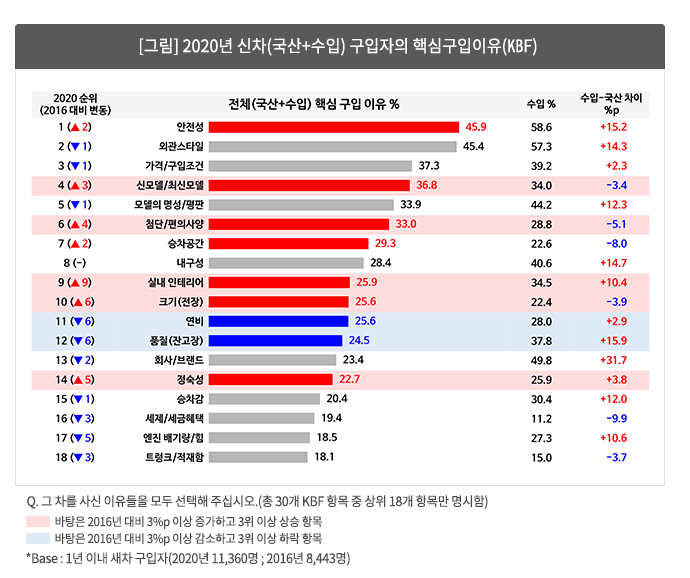 [그림] 2020년 신차(국산+수입) 구입자의 핵심구입이유(KBF)
2020 순위
(2016 대비 변동) 전체(국산+수입) 핵심 구입 이유 % 수입 % 수입-국산 차이
%p
1 (▲ 2) 안전성 45.9 58.6 +15.2
2 (▼ 1) 외관스타일 45.4 57.3 +14.3
3 (▼ 1) 가격/구입조건 37.3 39.2 +2.3
4 (▲ 3) 신모델/최신모델 36.8 34.0 -3.4
5 (▼ 1) 모델의 명성/평판 33.9 44.2 +12.3
6 (▲ 4) 첨단/편의사양 33.0 28.8 -5.1
7 (▲ 2) 승차공간 29.3 22.6 -8.0
8 (-) 내구성 28.4 40.6 +14.7
9 (▲ 9) 실내 인테리어 25.9 34.5 +10.4
10 (▲ 6) 크기(전장) 25.6 22.4 -3.9
11 (▼ 6) 연비 25.6 28.0 +2.9
12 (▼ 6) 품질(잔고장) 24.5 37.8 +15.9
13 (▼ 2) 회사/브랜드 23.4 49.8 +31.7
14 (▲ 5) 정숙성 22.7 25.9 +3.8
15 (▼ 1) 승차감 20.4 30.4 +12.0
16 (▼ 3) 세제/세금혜택 19.4 11.2 -9.9
17 (▼ 5) 엔진 배기량/힘 18.5 27.3 +10.6
18 (▼ 3) 트렁크/적재함 18.1 15.0 -3.7
Q. 그 차를 사신 이유들을 모두 선택해 주십시오.(총 30개 KBF 항목 중 상위 18개 항목만 명시함)
바탕은 2016년 대비 3%p 이상 증가하고 3위 이상 상승 항목
바탕은 2016년 대비 3%p 이상 감소하고 3위 이상 하락 항목
*Base : 1년 이내 새차 구입자(2020년 11,360명 ; 2016년 8,443명)